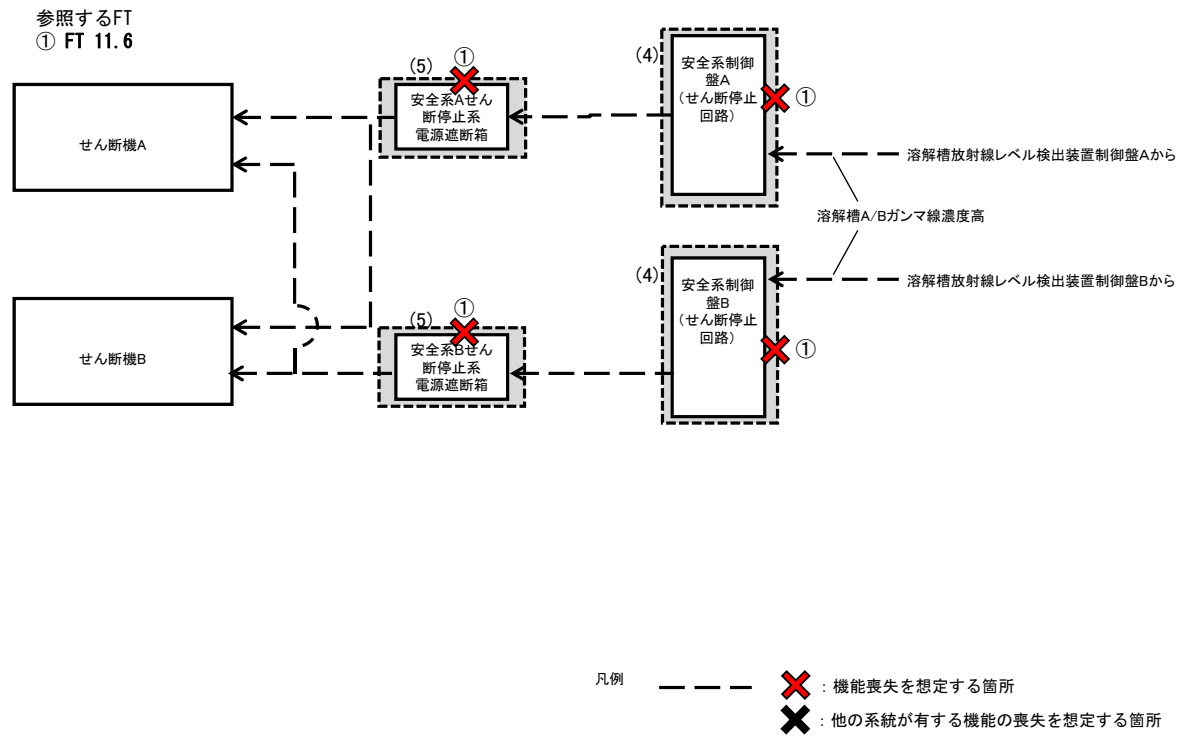 参照するFT
① FT 11.6
せん断機A
(5)
①
安全系Aせん
断停止系
電源遮断箱
(4)
安全系制御
盤A
(せん断停止
回路)
①
溶解槽放射線レベル検出装置制御盤Aから
溶解槽A/Bガンマ線濃度高
せん断機B
(5)
①
安全系Bせん
断停止系
電源遮断箱
(4)
安全系制御
盤B
(せん断停止
回路)
①
溶解槽放射線レベル検出装置制御盤Bから
凡例
：機能喪失を想定する箇所
：他の系統が有する機能の喪失を想定する箇所